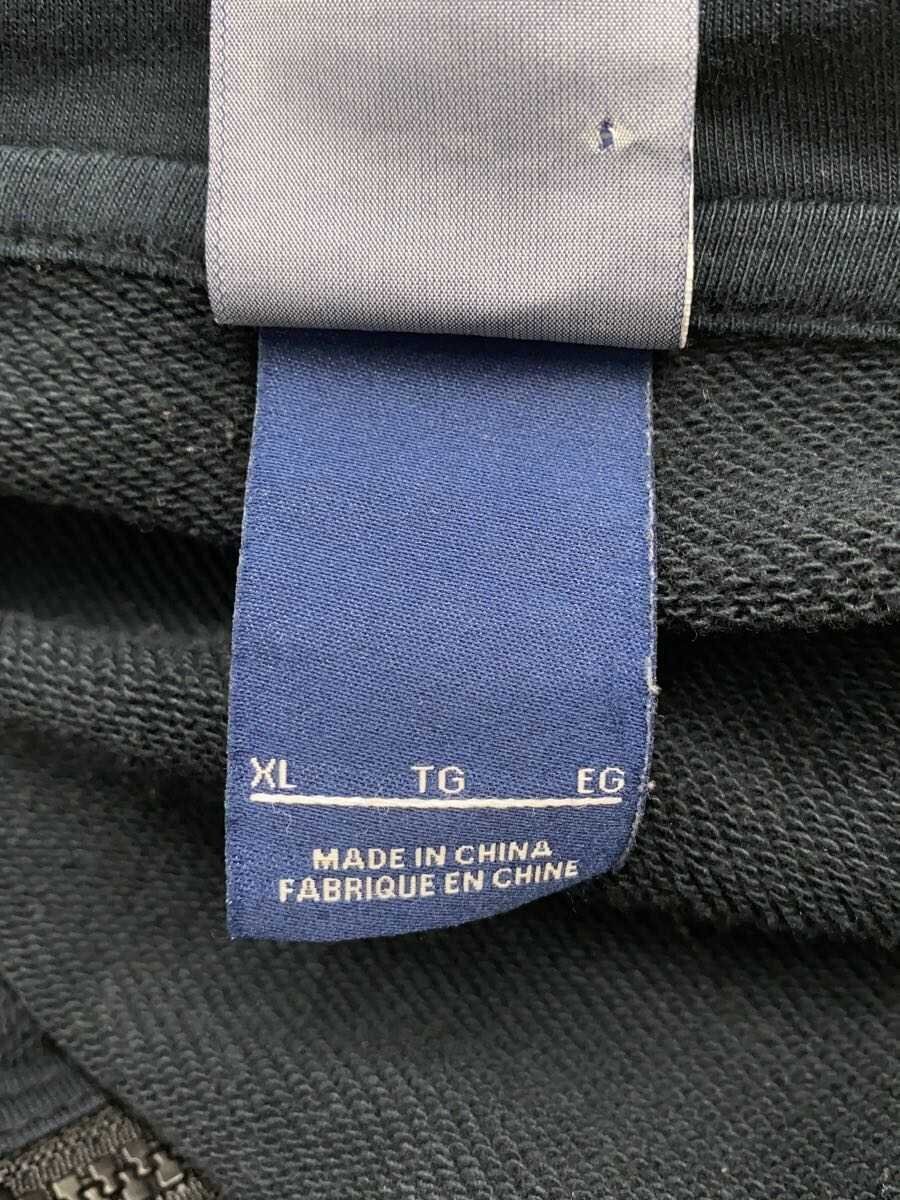 XL TG EG
MADE IN CHINA
FABRIQUE EN CHINE